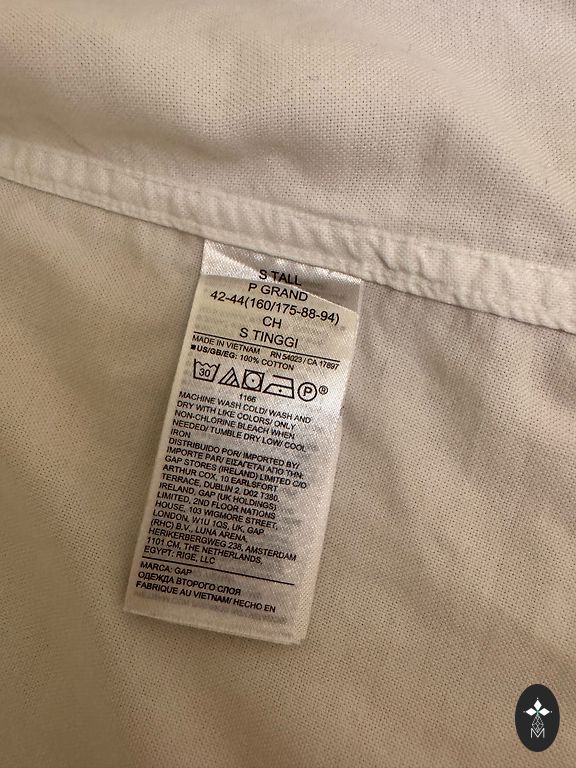 S TALL
P GRAND
42-44(160/175-88-94)
CH
S TINGGI
MADE IN VIETNAM RN 54023 / CA 17897
■US/GB/EG: 100% COTTON
30 P®
1166
MACHINE WASH COLD/ WASH AND
DRY WITH LIKE COLORS/ ONLY
NON-CHLORINE BLEACH WHEN
NEEDED/ TUMBLE DRY LOW/ COOL
IRON
DISTRIBUIDO POR/ IMPORTED BY/
IMPORTE PAR/ ΕΙΣΑΓΕΤΑΙ ΑΠΟ ΤΗΝ:
GAP STORES (IRELAND) LIMITED C/O
ARTHUR COX, 10 EARLSFORT
TERRACE, DUBLIN 2, D02 T380,
IRELAND, GAP (UK HOLDINGS)
LIMITED, 2ND FLOOR NATIONS
HOUSE, 103 WIGMORE STREET,
LONDON, W1U 1QS, UK, GAP
(RHC) B.V., LUNA ARENA,
HERIKERBERGWEG 238, AMSTERDAM
1101 CM, THE NETHERLANDS,
EGYPT: RIGE, LLC
MARCA: GAP
ОДЕЖДА ВТОРОГО СЛОЯ
FABRIQUE AU VIETNAM/ HECHO EN
M